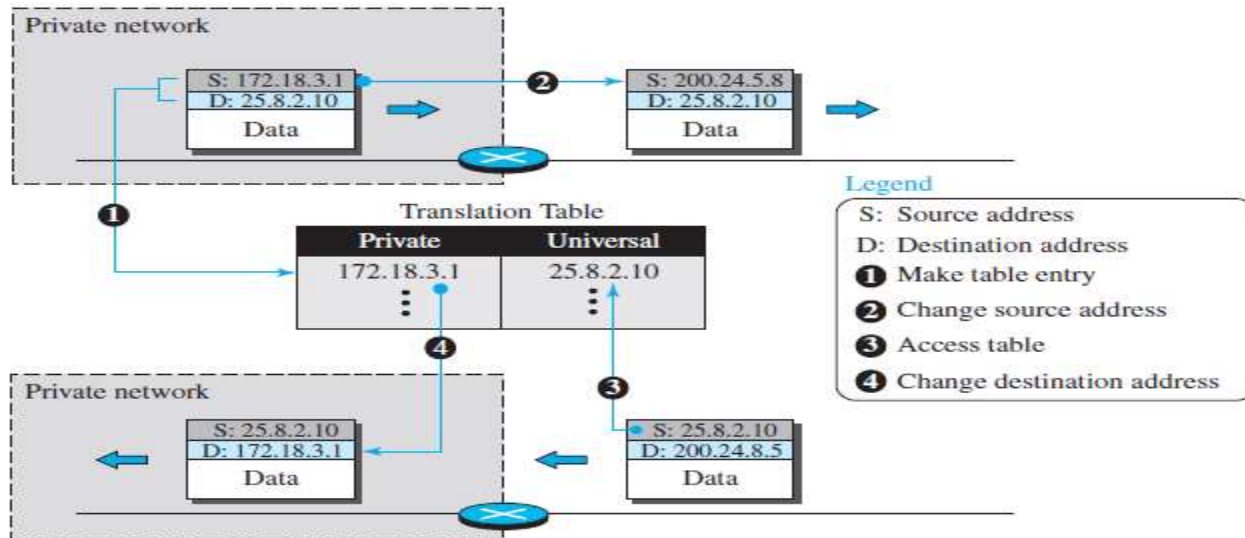 Private network
S: 172.18.3.1
D: 25.8.2.10
Data
2
S: 200.24.5.8
D: 25.8.2.10
Data
1
Translation Table
Private Universal
172.18.3.1 25.8.2.10
4
3
Legend
S: Source address
D: Destination address
1 Make table entry
2 Change source address
3 Access table
4 Change destination address
Private network
S: 25.8.2.10
D: 172.18.3.1
Data
S: 25.8.2.10
D: 200.24.8.5
Data